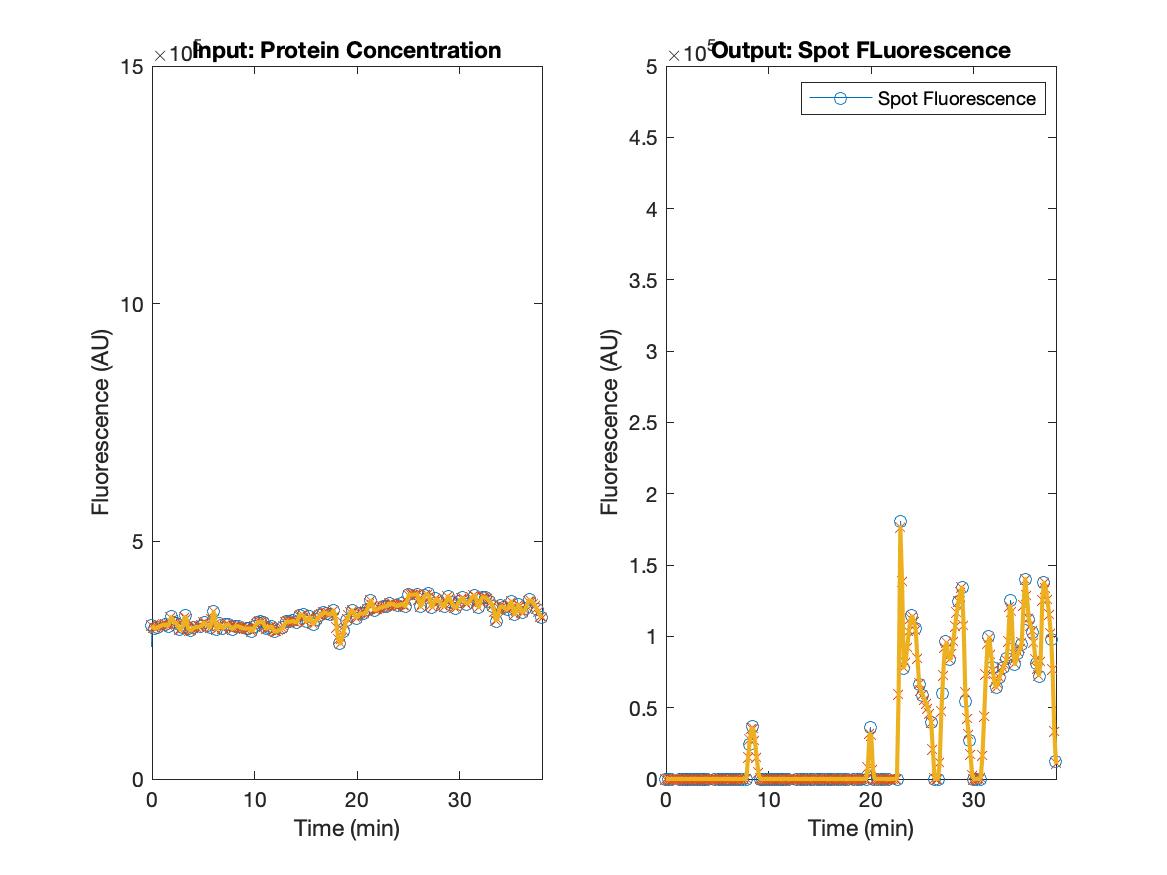 ×10⁵
Input: Protein Concentration
15
10
5
0
0 10 20 30
Fluorescence (AU)
Time (min)
×10⁵
Output: Spot FLuorescence
Spot Fluorescence
5
4.5
4
3.5
3
2.5
2
1.5
1
0.5
0
0 10 20 30
Fluorescence (AU)
Time (min)